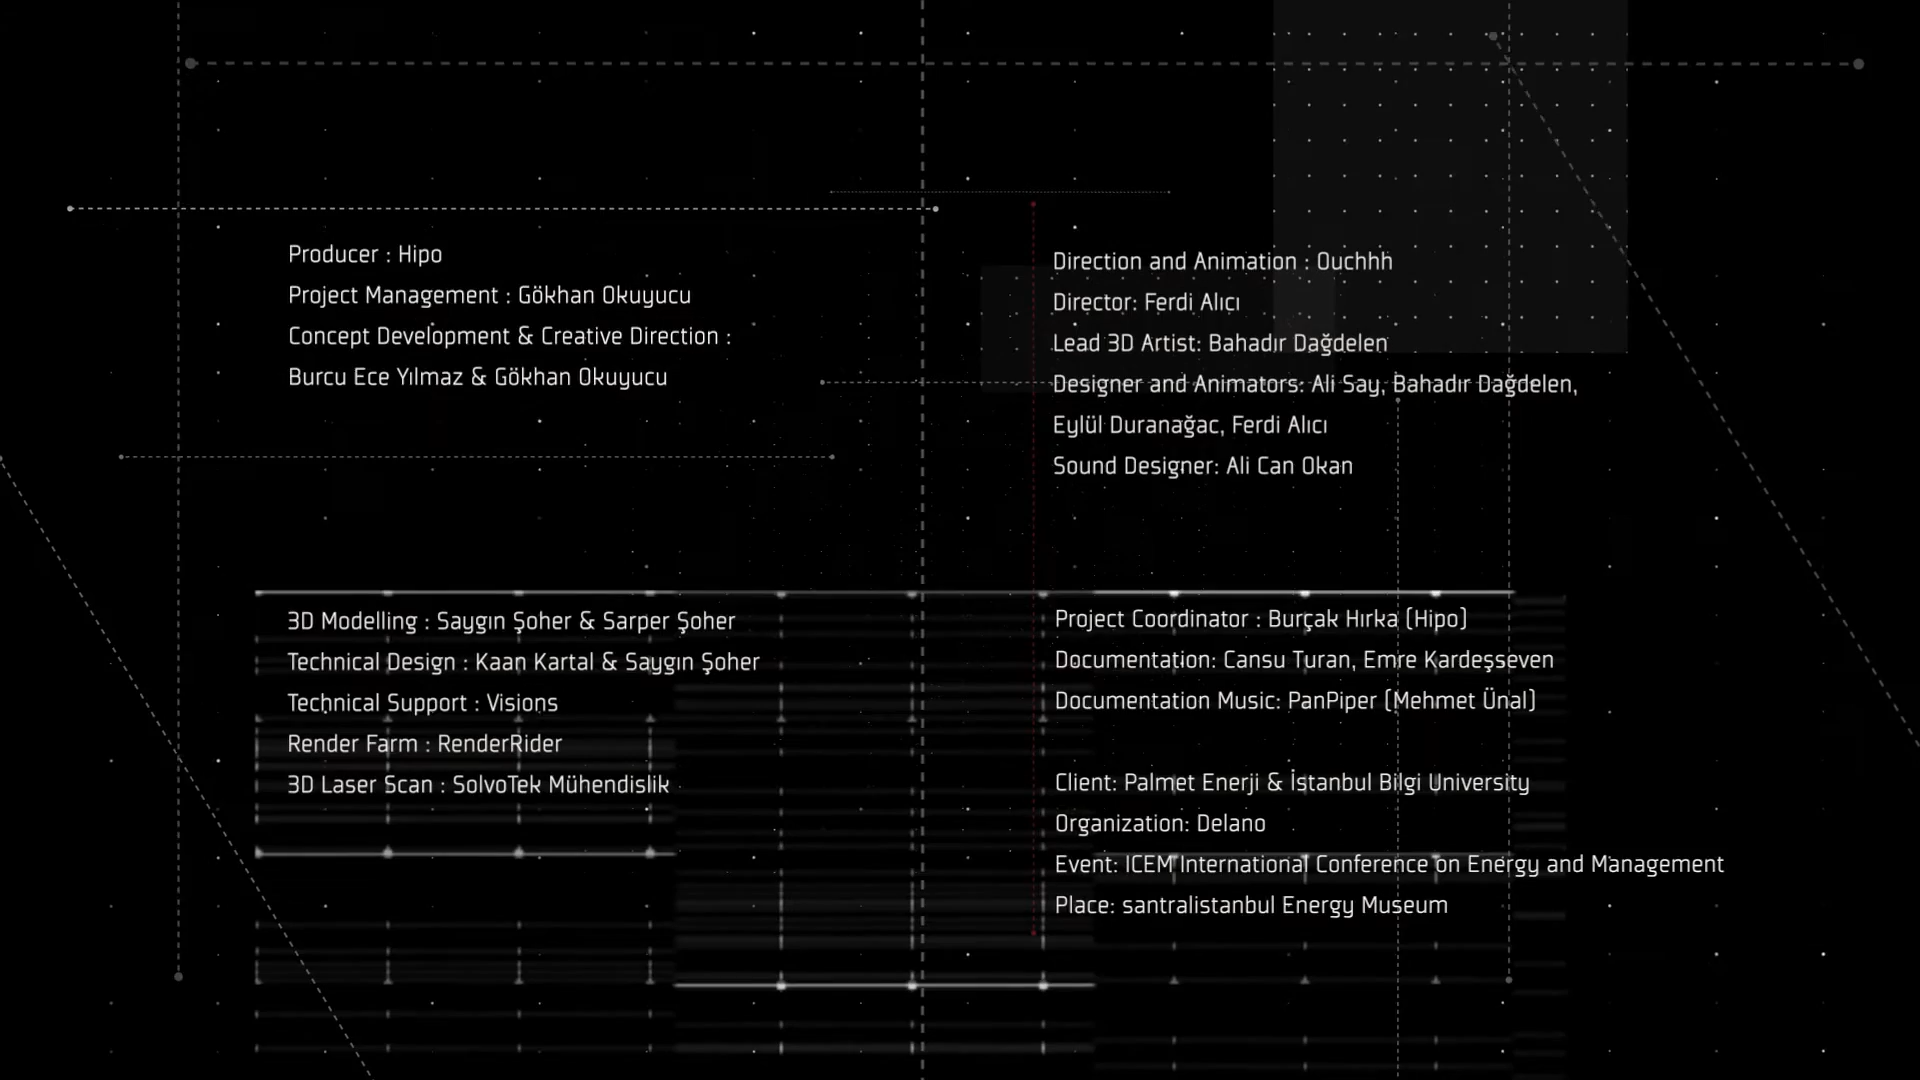 Producer : Hipo
Project Management : Gökhan Okuyucu
Concept Development & Creative Direction :
Burcu Ece Yılmaz & Gökhan Okuyucu
Direction and Animation : Ouchhh
Director: Ferdi Alıcı
Lead 3D Artist: Bahadır Dağdelen
Designer and Animators: Ali Say, Bahadır Dağdelen,
Eylül Duranağac, Ferdi Alıcı
Sound Designer: Ali Can Okan
3D Modelling : Saygın Şoher & Sarper Şoher
Technical Design : Kaan Kartal & Saygın Şoher
Technical Support : Visions
Render Farm : RenderRider
3D Laser Scan : SolvoTek Mühendislik
Project Coordinator : Burçak Hırka (Hipo)
Documentation: Cansu Turan, Emre Kardeşseven
Documentation Music: PanPiper (Mehmet Ünal)
Client: Palmet Enerji & İstanbul Bilgi University
Organization: Delano
Event: ICEM International Conference on Energy and Management
Place: santralistanbul Energy Museum